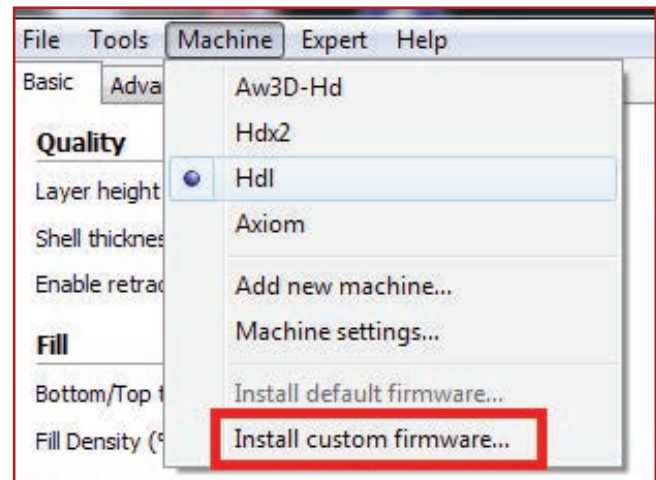 File Tools Machine Expert Help
Basic Adva
Aw3D-Hd
Quality
Hdx2
Layer height
Hdl
Shell thicknes
Axiom
Enable retrac
Add new machine...
Fill
Machine settings...
Bottom/Top t
Install default firmware...
Fill Density (%
Install custom firmware...